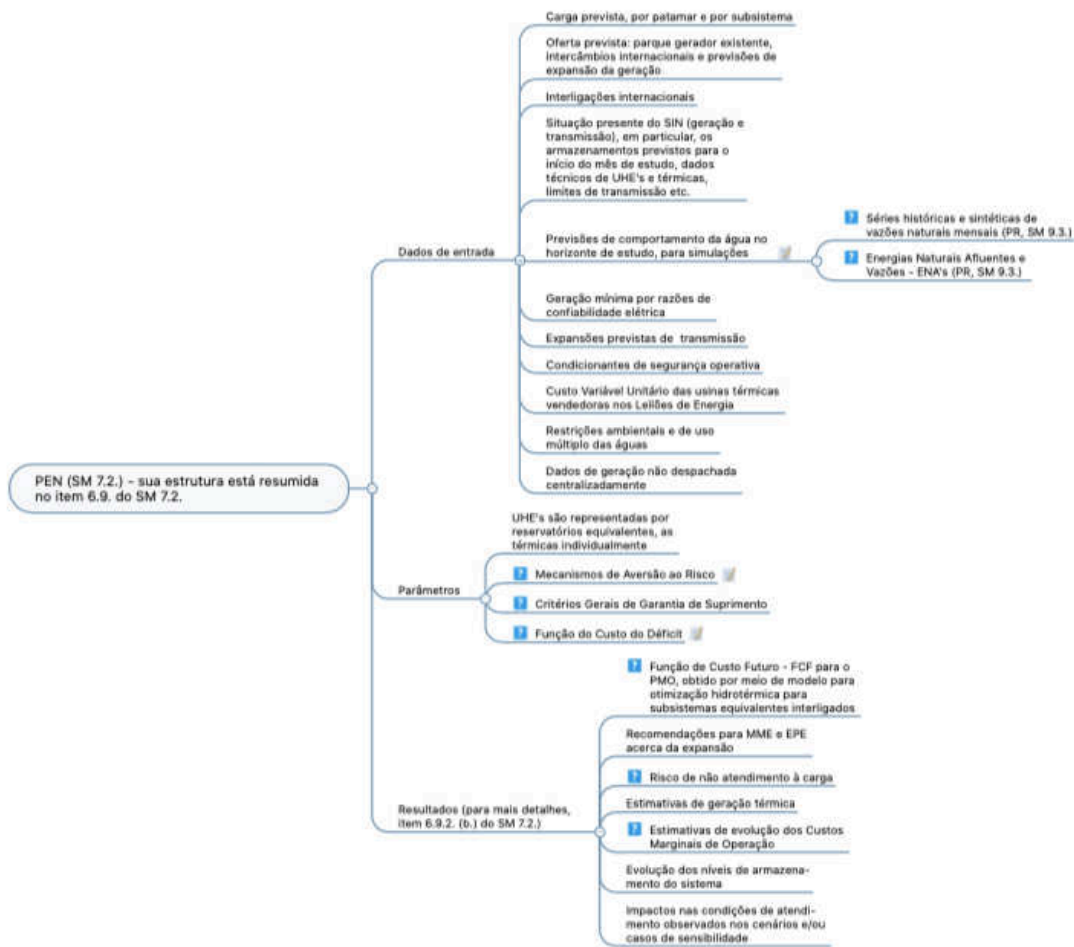 Carga prevista, por patamar e por subsistema
Oferta prevista: parque gerador existente,
intercâmbios internacionais e previsões de
expansão da geração
Interligações internacionais
Situação presente do SIN (geração e
transmissão), em particular, os
armazenamentos previstos para o
início do mês de estudo, dados
técnicos de UHE's e térmicas,
limites de transmissão etc.
Previsões de comportamento da água no
horizonte de estudo, para simulações
? Séries históricas e sintéticas de
vazões naturais mensais (PR, SM 9.3.)
? Energias Naturais Afluentes e
Vazões - ENA's (PR, SM 9.3.)
Dados de entrada
Geração mínima por razões de
confiabilidade elétrica
Expansões previstas de transmissão
Condicionantes de segurança operativa
Custo Variável Unitário das usinas térmicas
vendedoras nos Leilões de Energia
Restrições ambientais e de uso
múltiplo das águas
Dados de geração não despachada
centralizadamente
PEN (SM 7.2.) - sua estrutura está resumida
no item 6.9. do SM 7.2.
UHE's são representadas por
reservatórios equivalentes, as
térmicas individualmente
? Mecanismos de Aversão ao Risco
Parâmetros
? Critérios Gerais de Garantia de Suprimento
? Função do Custo do Déficit
? Função de Custo Futuro - FCF para o
PMO, obtido por meio de modelo para
otimização hidrotérmica para
subsistemas equivalentes interligados
Recomendações para MME e EPE
acerca da expansão
? Risco de não atendimento à carga
Resultados (para mais detalhes,
item 6.9.2. (b.) do SM 7.2.)
Estimativas de geração térmica
? Estimativas de evolução dos Custos
Marginais de Operação
Evolução dos níveis de armazena-
mento do sistema
Impactos nas condições de atendi-
mento observados nos cenários e/ou
casos de sensibilidade